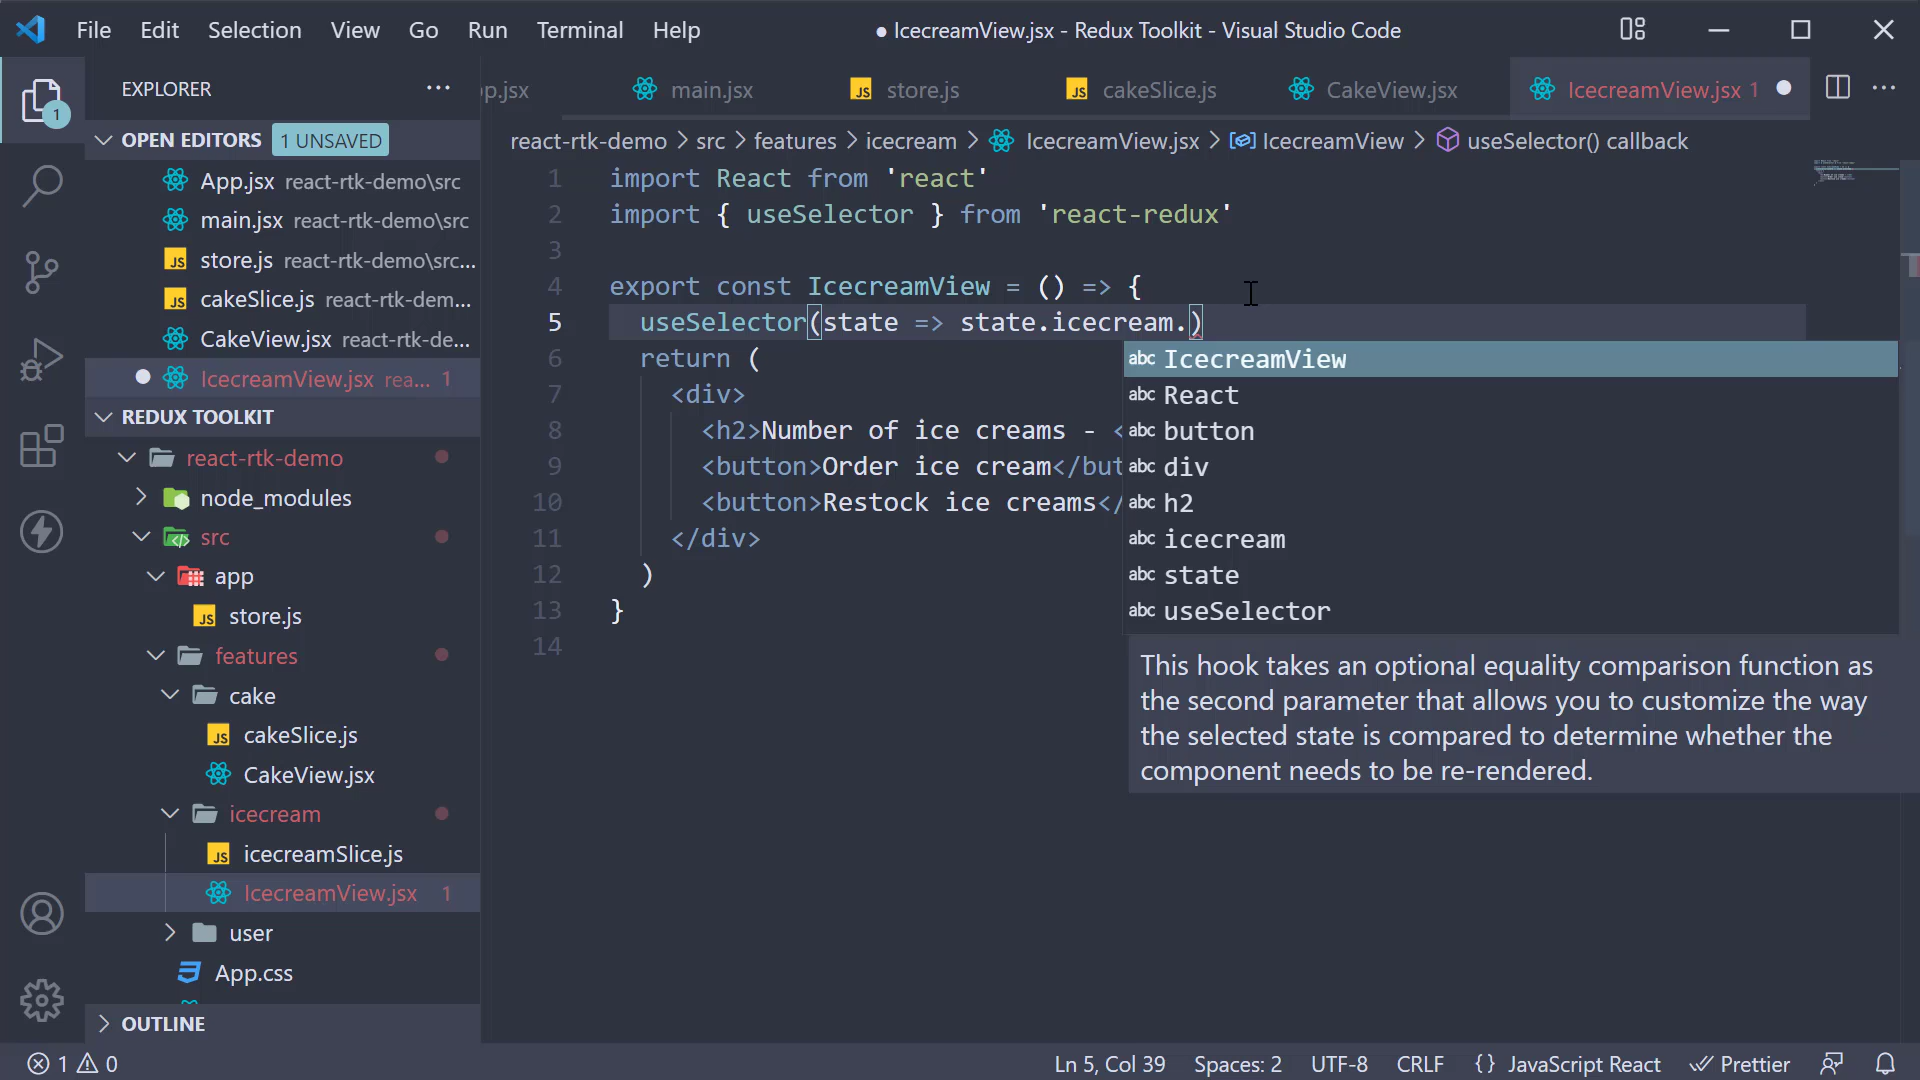 File Edit Selection View Go Run Terminal Help
● IcecreamView.jsx - Redux Toolkit - Visual Studio Code
EXPLORER
OPEN EDITORS 1 UNSAVED
App.jsx react-rtk-demo\src
main.jsx react-rtk-demo\src
store.js react-rtk-demo\src...
cakeSlice.js react-rtk-dem...
CakeView.jsx react-rtk-de...
IcecreamView.jsx rea... 1
REDUX TOOLKIT
react-rtk-demo
node_modules
src
app
store.js
features
cake
cakeSlice.js
CakeView.jsx
icecream
icecreamSlice.js
IcecreamView.jsx 1
user
App.css
OUTLINE
1
p.jsx main.jsx JS store.js JS cakeSlice.js CakeView.jsx IcecreamView.jsx 1
react-rtk-demo > src > features > icecream > IcecreamView.jsx > IcecreamView > useSelector() callback
1 import React from 'react'
2 import { useSelector } from 'react-redux'
3
4 export const IcecreamView = () => {
5 useSelector(state => state.icecream.)
6 return (
7 <div>
8 <h2>Number of ice creams - <
9 <button>Order ice cream</but
10 <button>Restock ice creams</
11 </div>
12 )
13 }
14
abc IcecreamView
abc React
abc button
abc div
abc h2
abc icecream
abc state
abc useSelector
This hook takes an optional equality comparison function as
the second parameter that allows you to customize the way
the selected state is compared to determine whether the
component needs to be re-rendered.
1 0
Ln 5, Col 39 Spaces: 2 UTF-8 CRLF {} JavaScript React Prettier